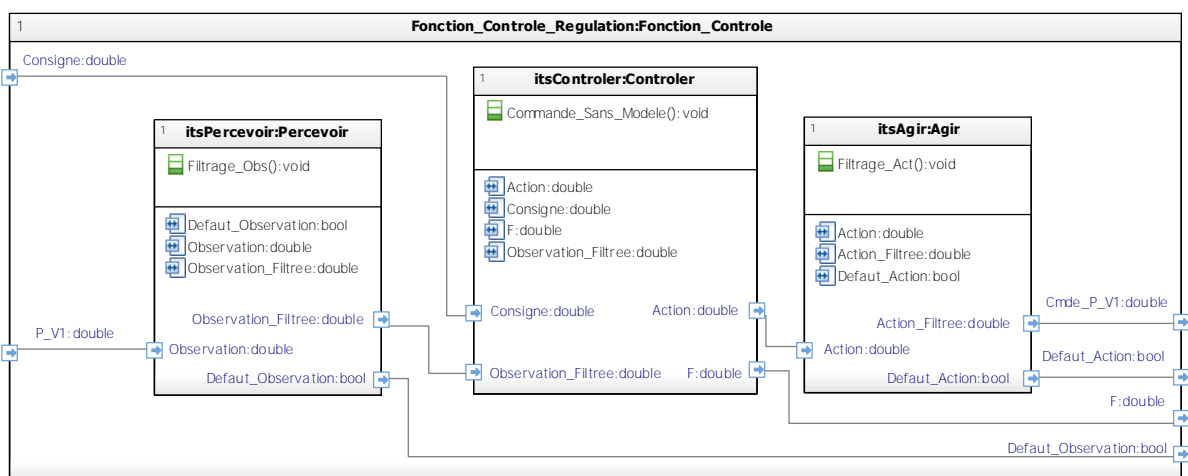 1
Fonction_Controle_Regulation:Fonction_Controle
Consigne:double
P_V1:double
1
itsPercevoir:Percevoir
Filtrage_Obs():void
Defaut_Observation:bool
Observation:double
Observation_Filtree:double
Observation_Filtree:double
Observation:double
Defaut_Observation:bool
1
itsControler:Controler
Commande_Sans_Modele():void
Action:double
Consigne:double
F:double
Observation_Filtree:double
Consigne:double
Action:double
Observation_Filtree:double
F:double
1
itsAgir:Agir
Filtrage_Act():void
Action:double
Action_Filtree:double
Defaut_Action:bool
Action_Filtree:double
Action:double
Defaut_Action:bool
Cmde_P_V1:double
Defaut_Action:bool
F:double
Defaut_Observation:bool